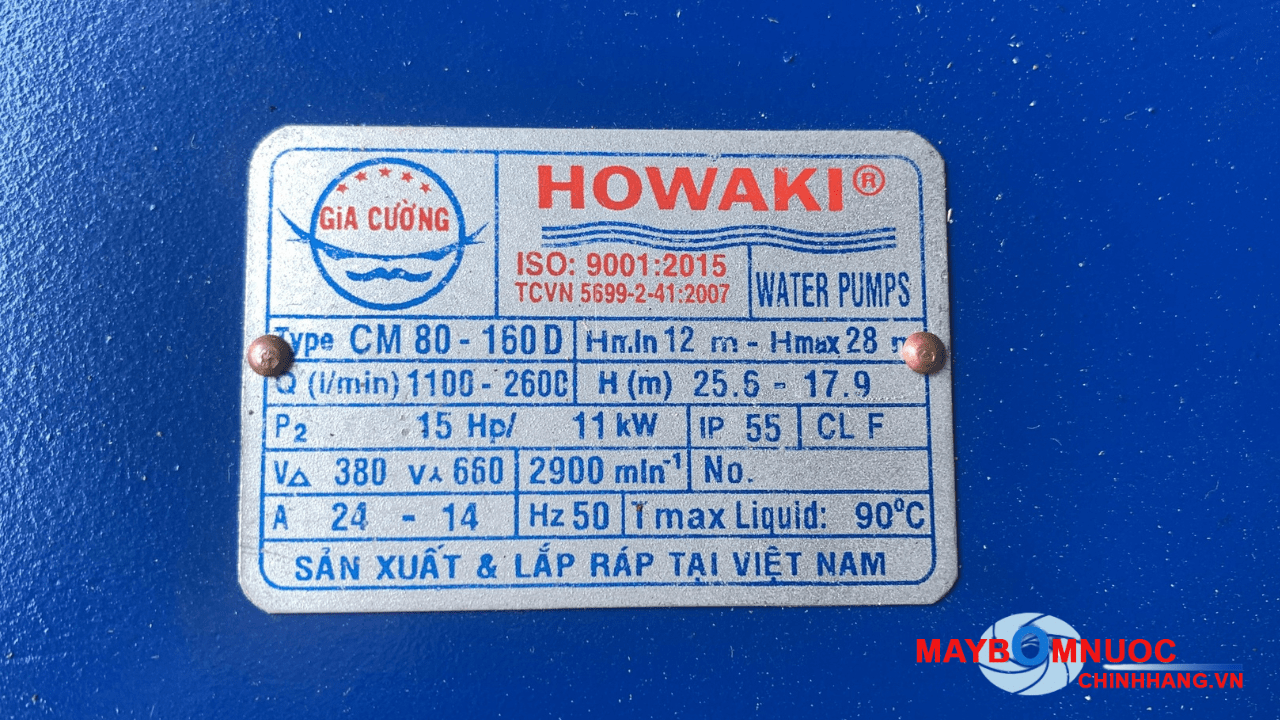 GiA CƯỜNG
HOWAKI®
ISO: 9001:2015
TCVN 5699-2-41:2007
WATER PUMPS
Type CM 80 - 160 D Hmin 12 m - Hmax 28 m
Q (l/min) 1100 - 2600 H (m) 25.6 - 17.9
P2 15 Hp/ 11 kW IP 55 CL F
V△ 380 V⅄ 660 2900 min⁻¹ No.
A 24 - 14 Hz 50 T max Liquid: 90°C
SẢN XUẤT & LẮP RÁP TẠI VIỆT NAM
MAYBOMNUOC
CHINHHANG.VN